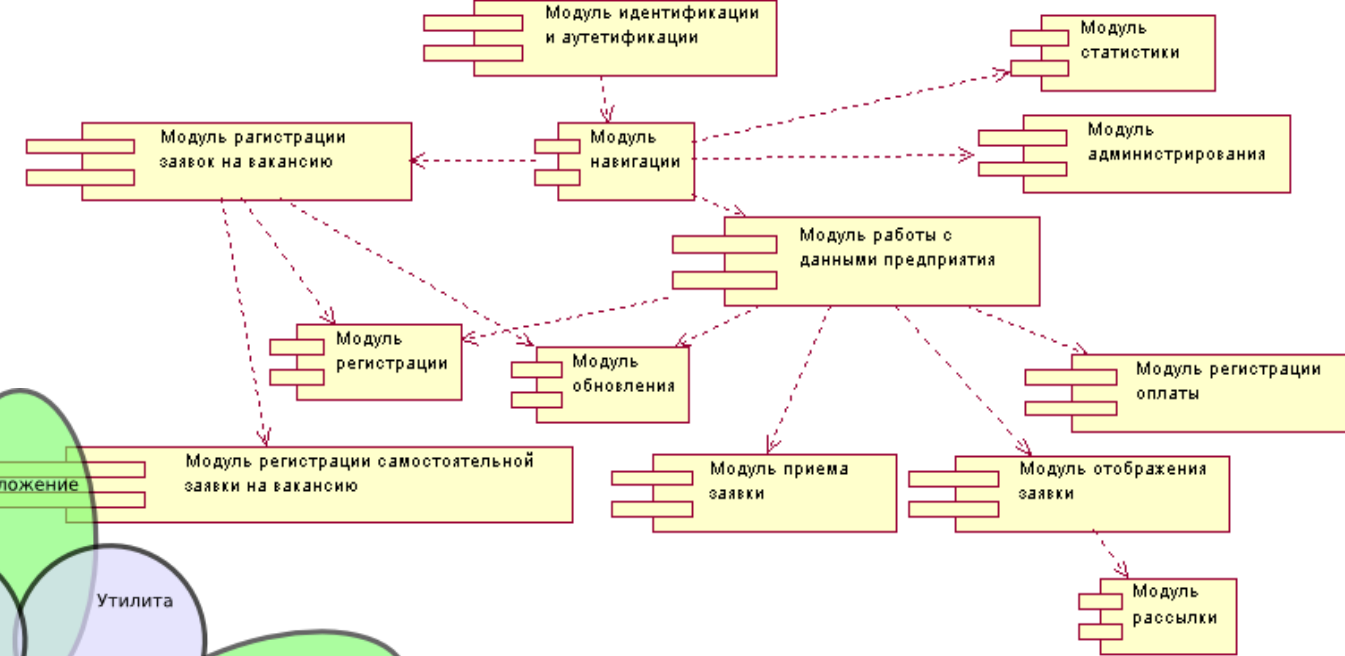 Модуль идентификации
и аутетификации
Модуль
статистики
Модуль рагистрации
заявок на вакансию
Модуль
навигации
Модуль
администрирования
Модуль работы с
данными предприятия
Модуль
регистрации
Модуль
обновления
Модуль регистрации
оплаты
Модуль регистрации самостоятельной
заявки на вакансию
Модуль приема
заявки
Модуль отображения
заявки
ложение
Утилита
Модуль
рассылки